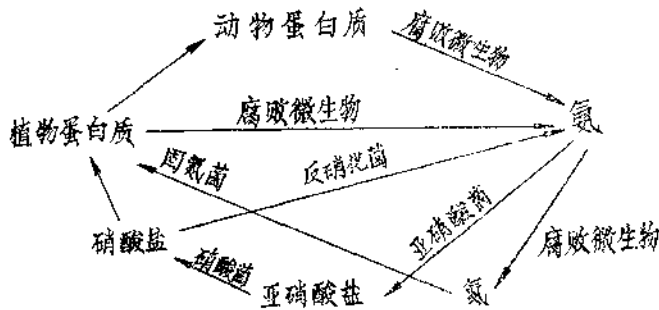 动物蛋白质
腐败微生物
腐败微生物
氨
植物蛋白质
固氮菌
反硝化菌
硝酸盐
亚硝酸菌
腐败微生物
硝酸菌
亚硝酸盐
氮